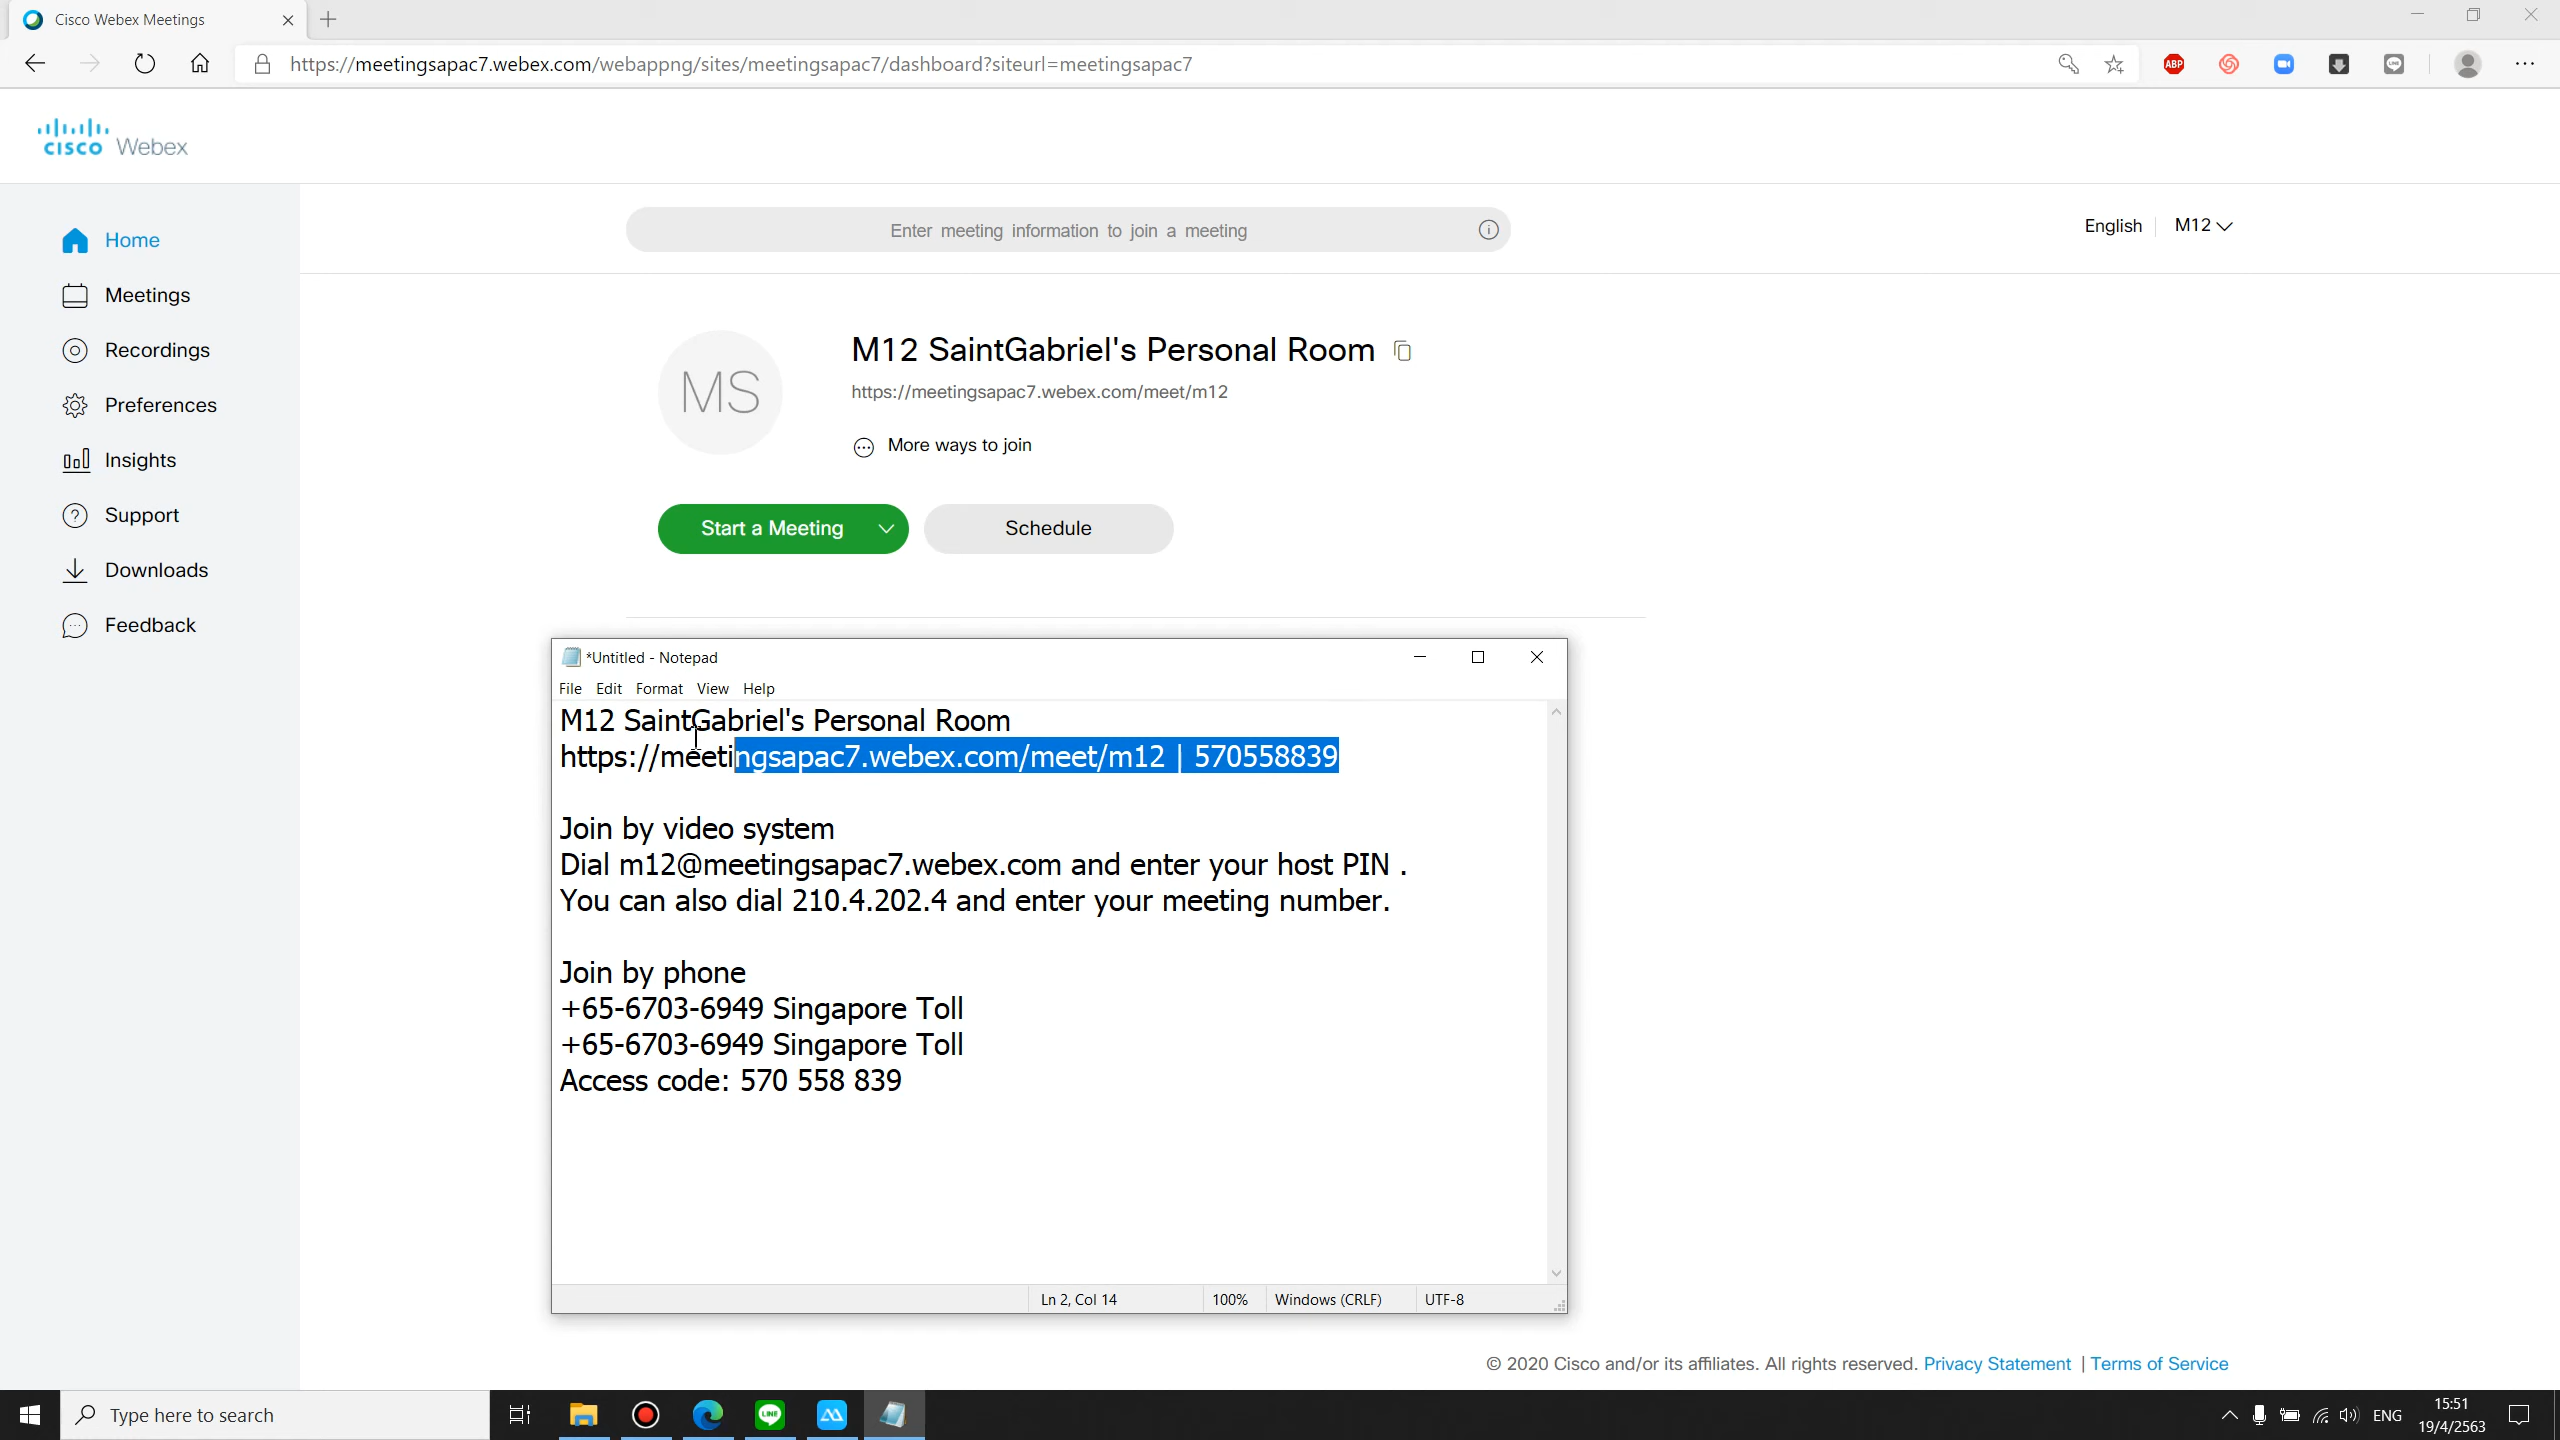 Cisco Webex Meetings
https://meetingsapac7.webex.com/webappng/sites/meetingsapac7/dashboard?siteurl=meetingsapac7
ABP
CISCO Webex
Home
Meetings
Recordings
Preferences
Insights
Support
Downloads
Feedback
Enter meeting information to join a meeting
English
M12
MS
M12 SaintGabriel's Personal Room
https://meetingsapac7.webex.com/meet/m12
More ways to join
Start a Meeting
Schedule
*Untitled - Notepad
File Edit Format View Help
M12 SaintGabriel's Personal Room
https://meetingsapac7.webex.com/meet/m12 | 570558839
Join by video system
Dial m12@meetingsapac7.webex.com and enter your host PIN .
You can also dial 210.4.202.4 and enter your meeting number.
Join by phone
+65-6703-6949 Singapore Toll
+65-6703-6949 Singapore Toll
Access code: 570 558 839
Ln 2, Col 14
100%
Windows (CRLF)
UTF-8
© 2020 Cisco and/or its affiliates. All rights reserved. Privacy Statement | Terms of Service
Type here to search
LINE
ENG
15:51
19/4/2563